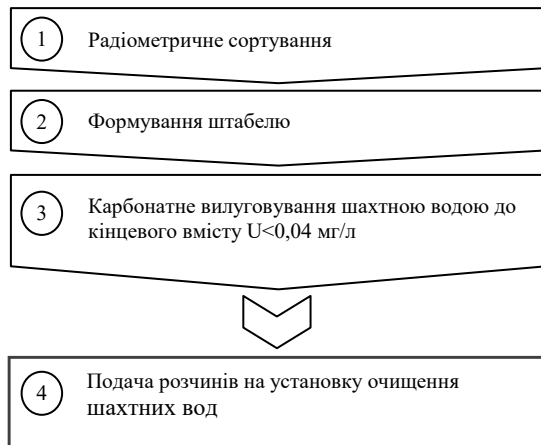 1 Радіометричне сортування
2 Формування штабелю
3 Карбонатне вилуговування шахтною водою до
кінцевого вмісту U<0,04 мг/л
4 Подача розчинів на установку очищення
шахтних вод